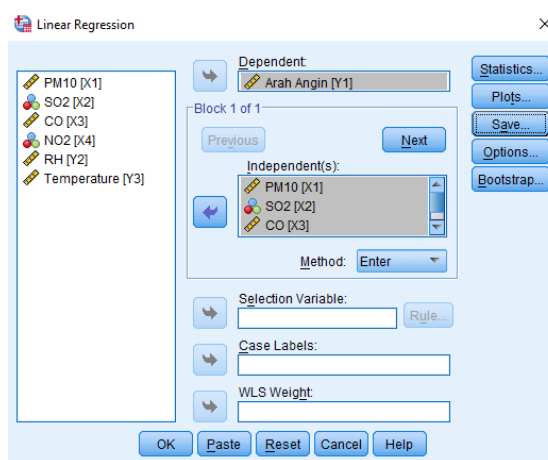 Linear Regression
PM10 [X1]
SO2 [X2]
CO [X3]
NO2 [X4]
RH [Y2]
Temperature [Y3]
Dependent:
Arah Angin [Y1]
Block 1 of 1
Previous
Next
Independent(s):
PM10 [X1]
SO2 [X2]
CO [X3]
Method: Enter
Selection Variable:
Rule...
Case Labels:
WLS Weight:
Statistics...
Plots...
Save...
Options...
Bootstrap...
OK Paste Reset Cancel Help